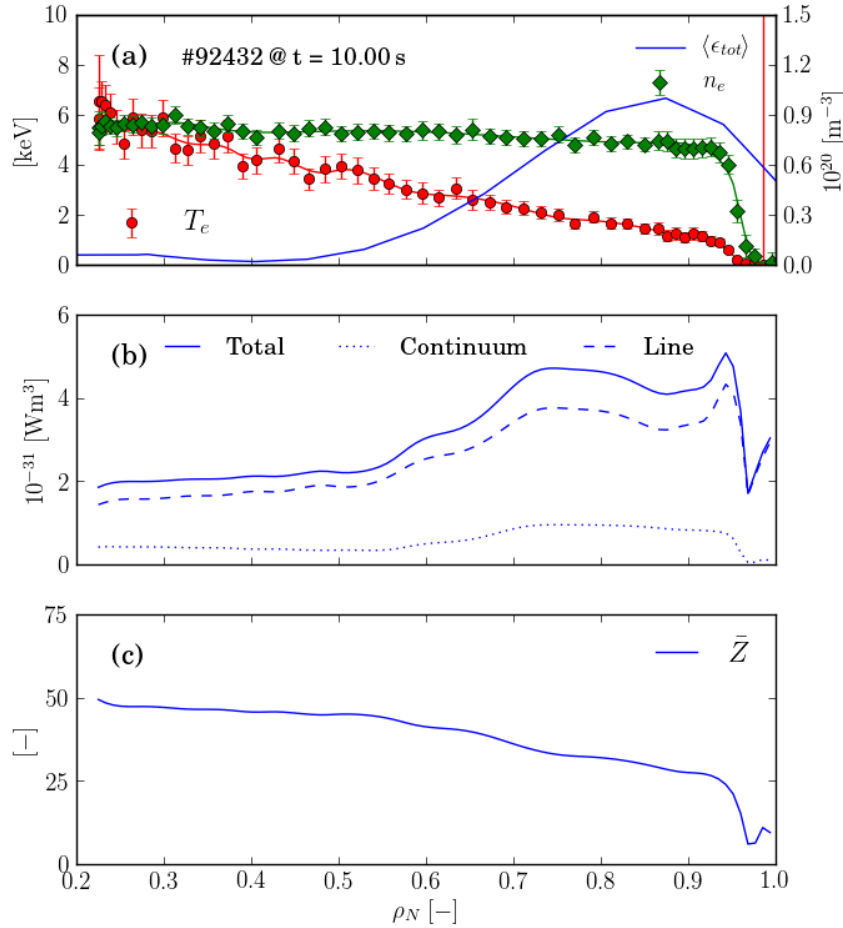 10 1.5
(a) #92432 @ t = 10.00 s ⟨ϵ_tot⟩
8 1.2
n_e
6 0.9
[keV] 10^20 [m^−3]
4 0.6
2 T_e 0.3
0 0.0
6
(b) Total Continuum Line
4
10^−31 [Wm^3]
2
0
75
(c) Z̄
50
[−]
25
0
0.2 0.3 0.4 0.5 0.6 0.7 0.8 0.9 1.0
ρ_N [−]